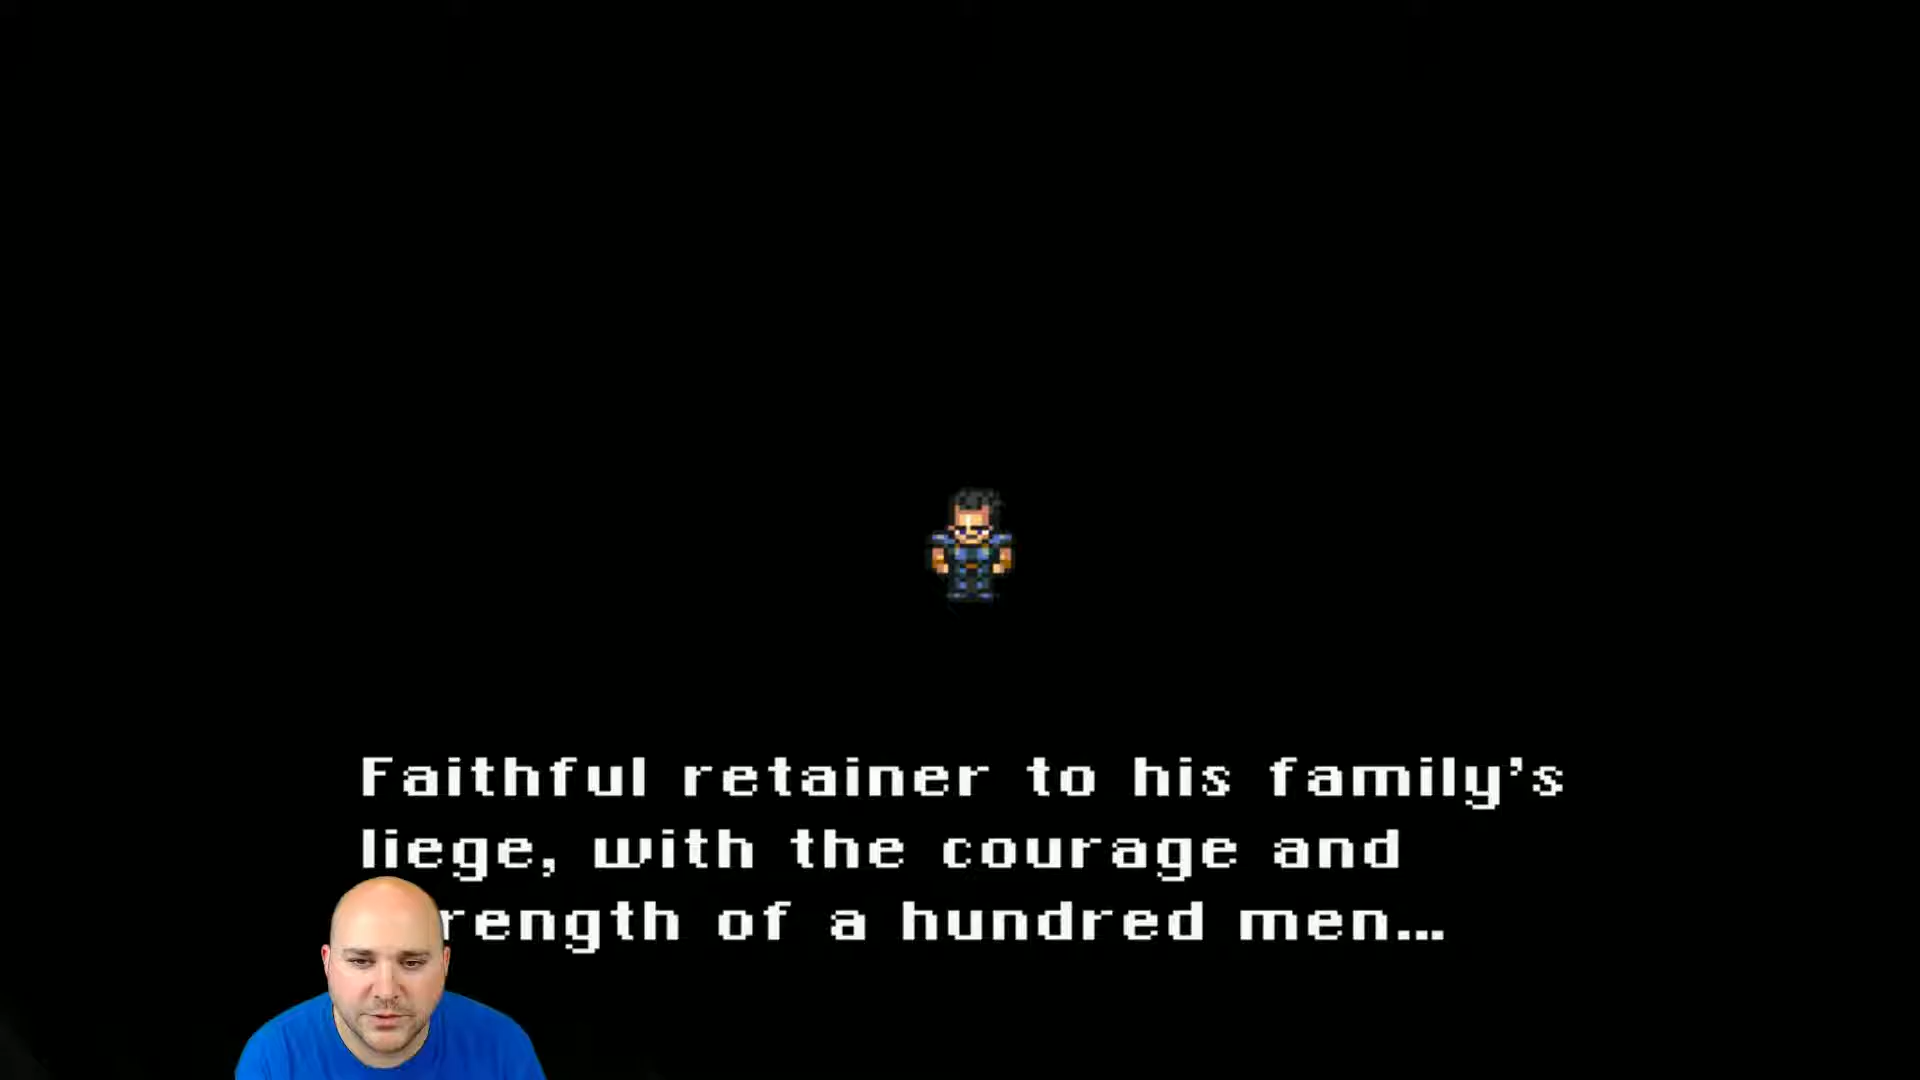 Faithful retainer to his family's
liege, with the courage and
rength of a hundred men...